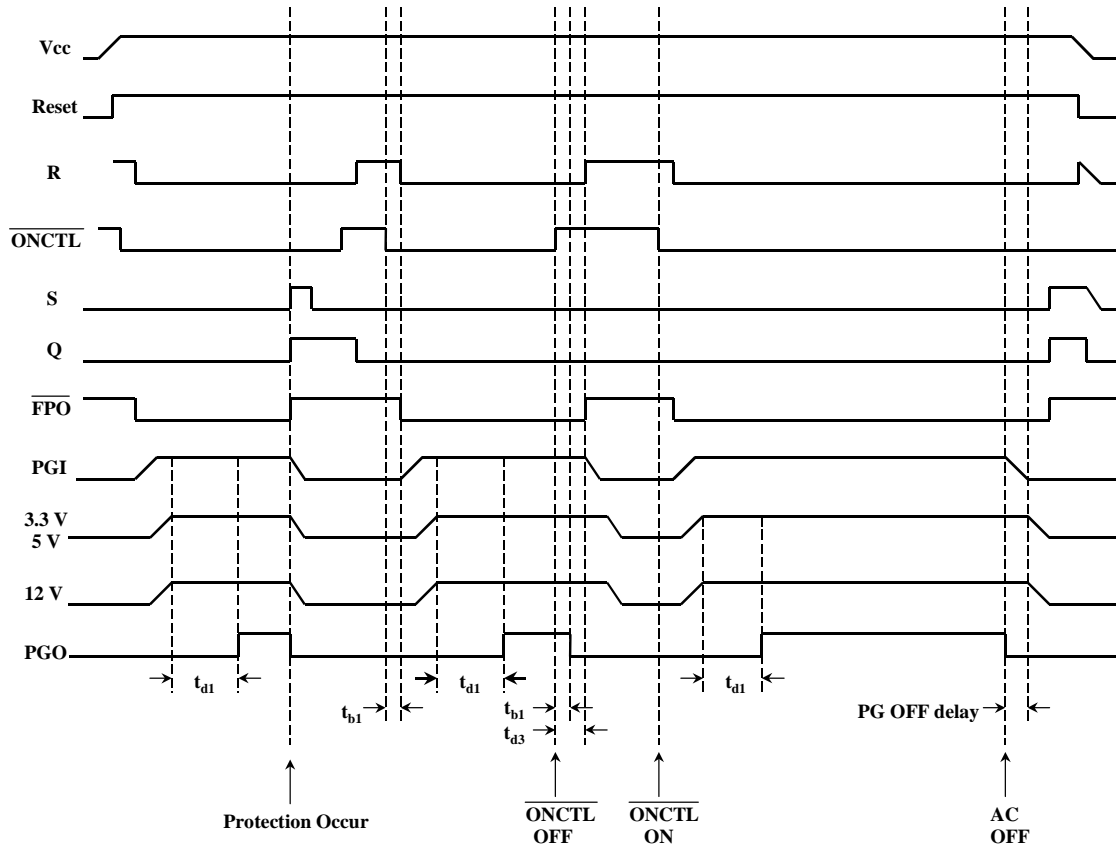 Vcc
Reset
R
ONCTL
S
Q
FPO
PGI
3.3 V
5 V
12 V
PGO
td1
td1
td1
tb1
tb1
PG OFF delay
td3
Protection Occur
ONCTL
OFF
ONCTL
ON
AC
OFF